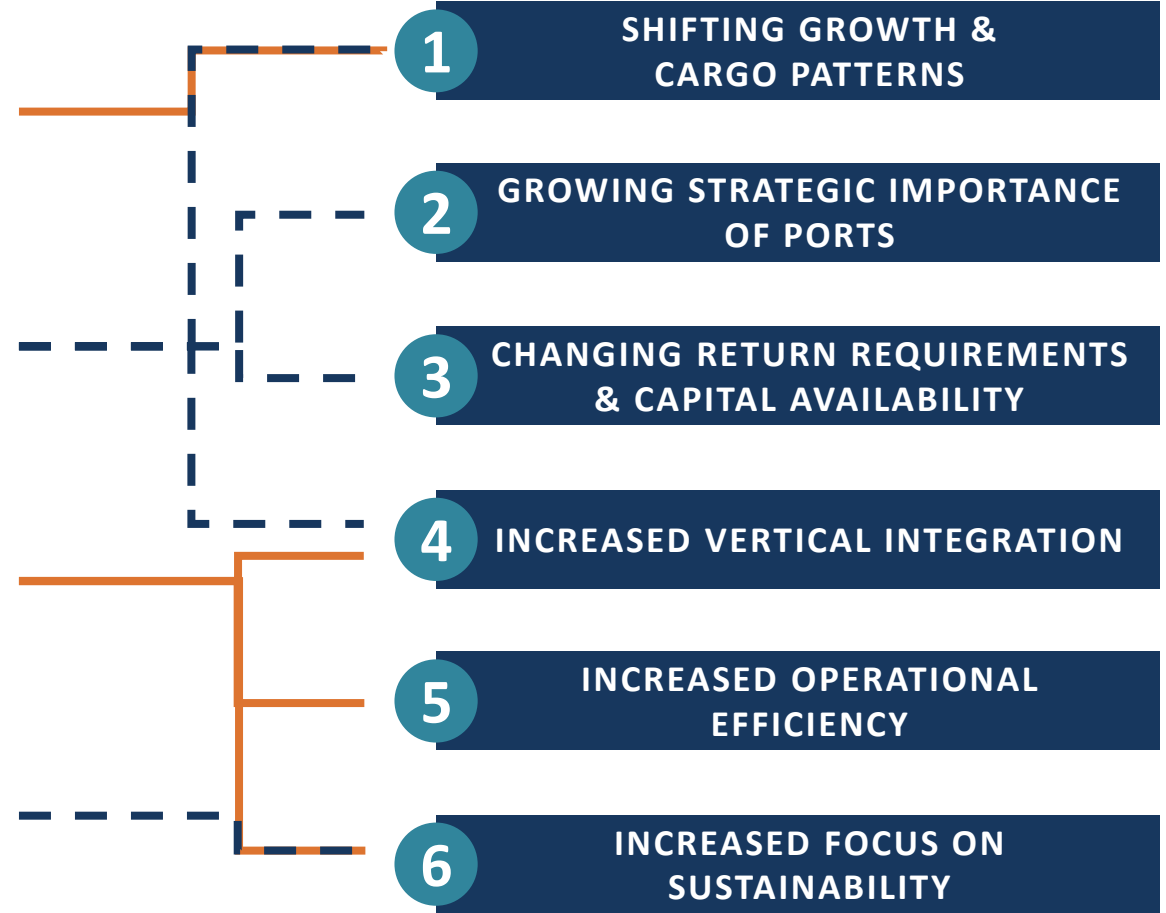 1
SHIFTING GROWTH &
CARGO PATTERNS
2
GROWING STRATEGIC IMPORTANCE
OF PORTS
3
CHANGING RETURN REQUIREMENTS
& CAPITAL AVAILABILITY
4
INCREASED VERTICAL INTEGRATION
5
INCREASED OPERATIONAL
EFFICIENCY
6
INCREASED FOCUS ON
SUSTAINABILITY